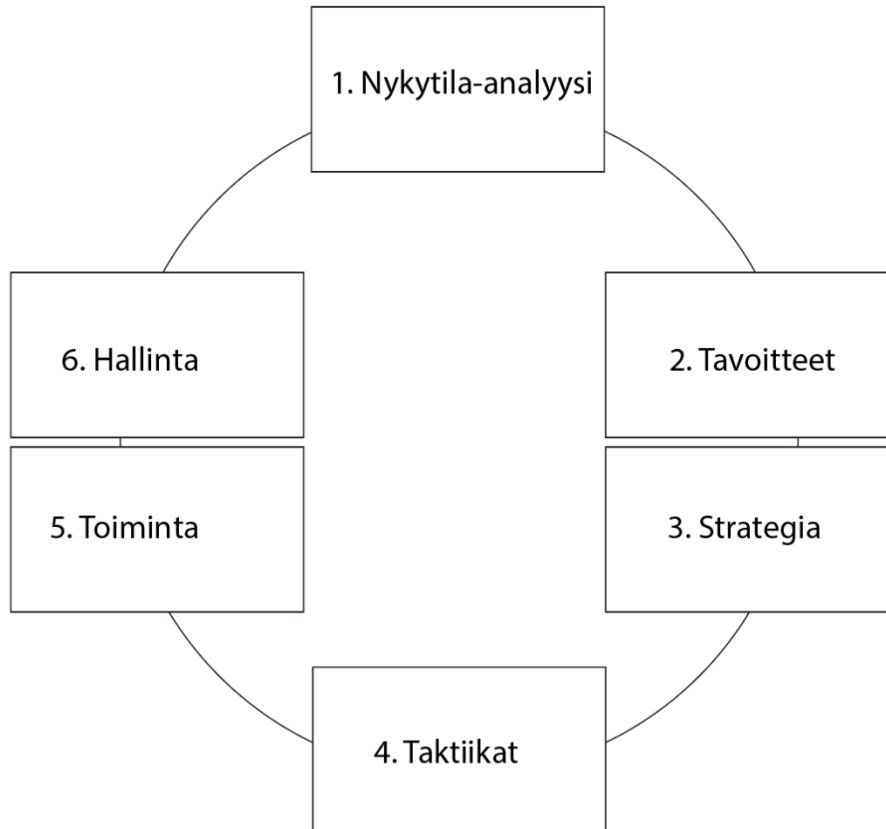 1. Nykytila-analyysi
2. Tavoitteet
3. Strategia
4. Taktiikat
5. Toiminta
6. Hallinta